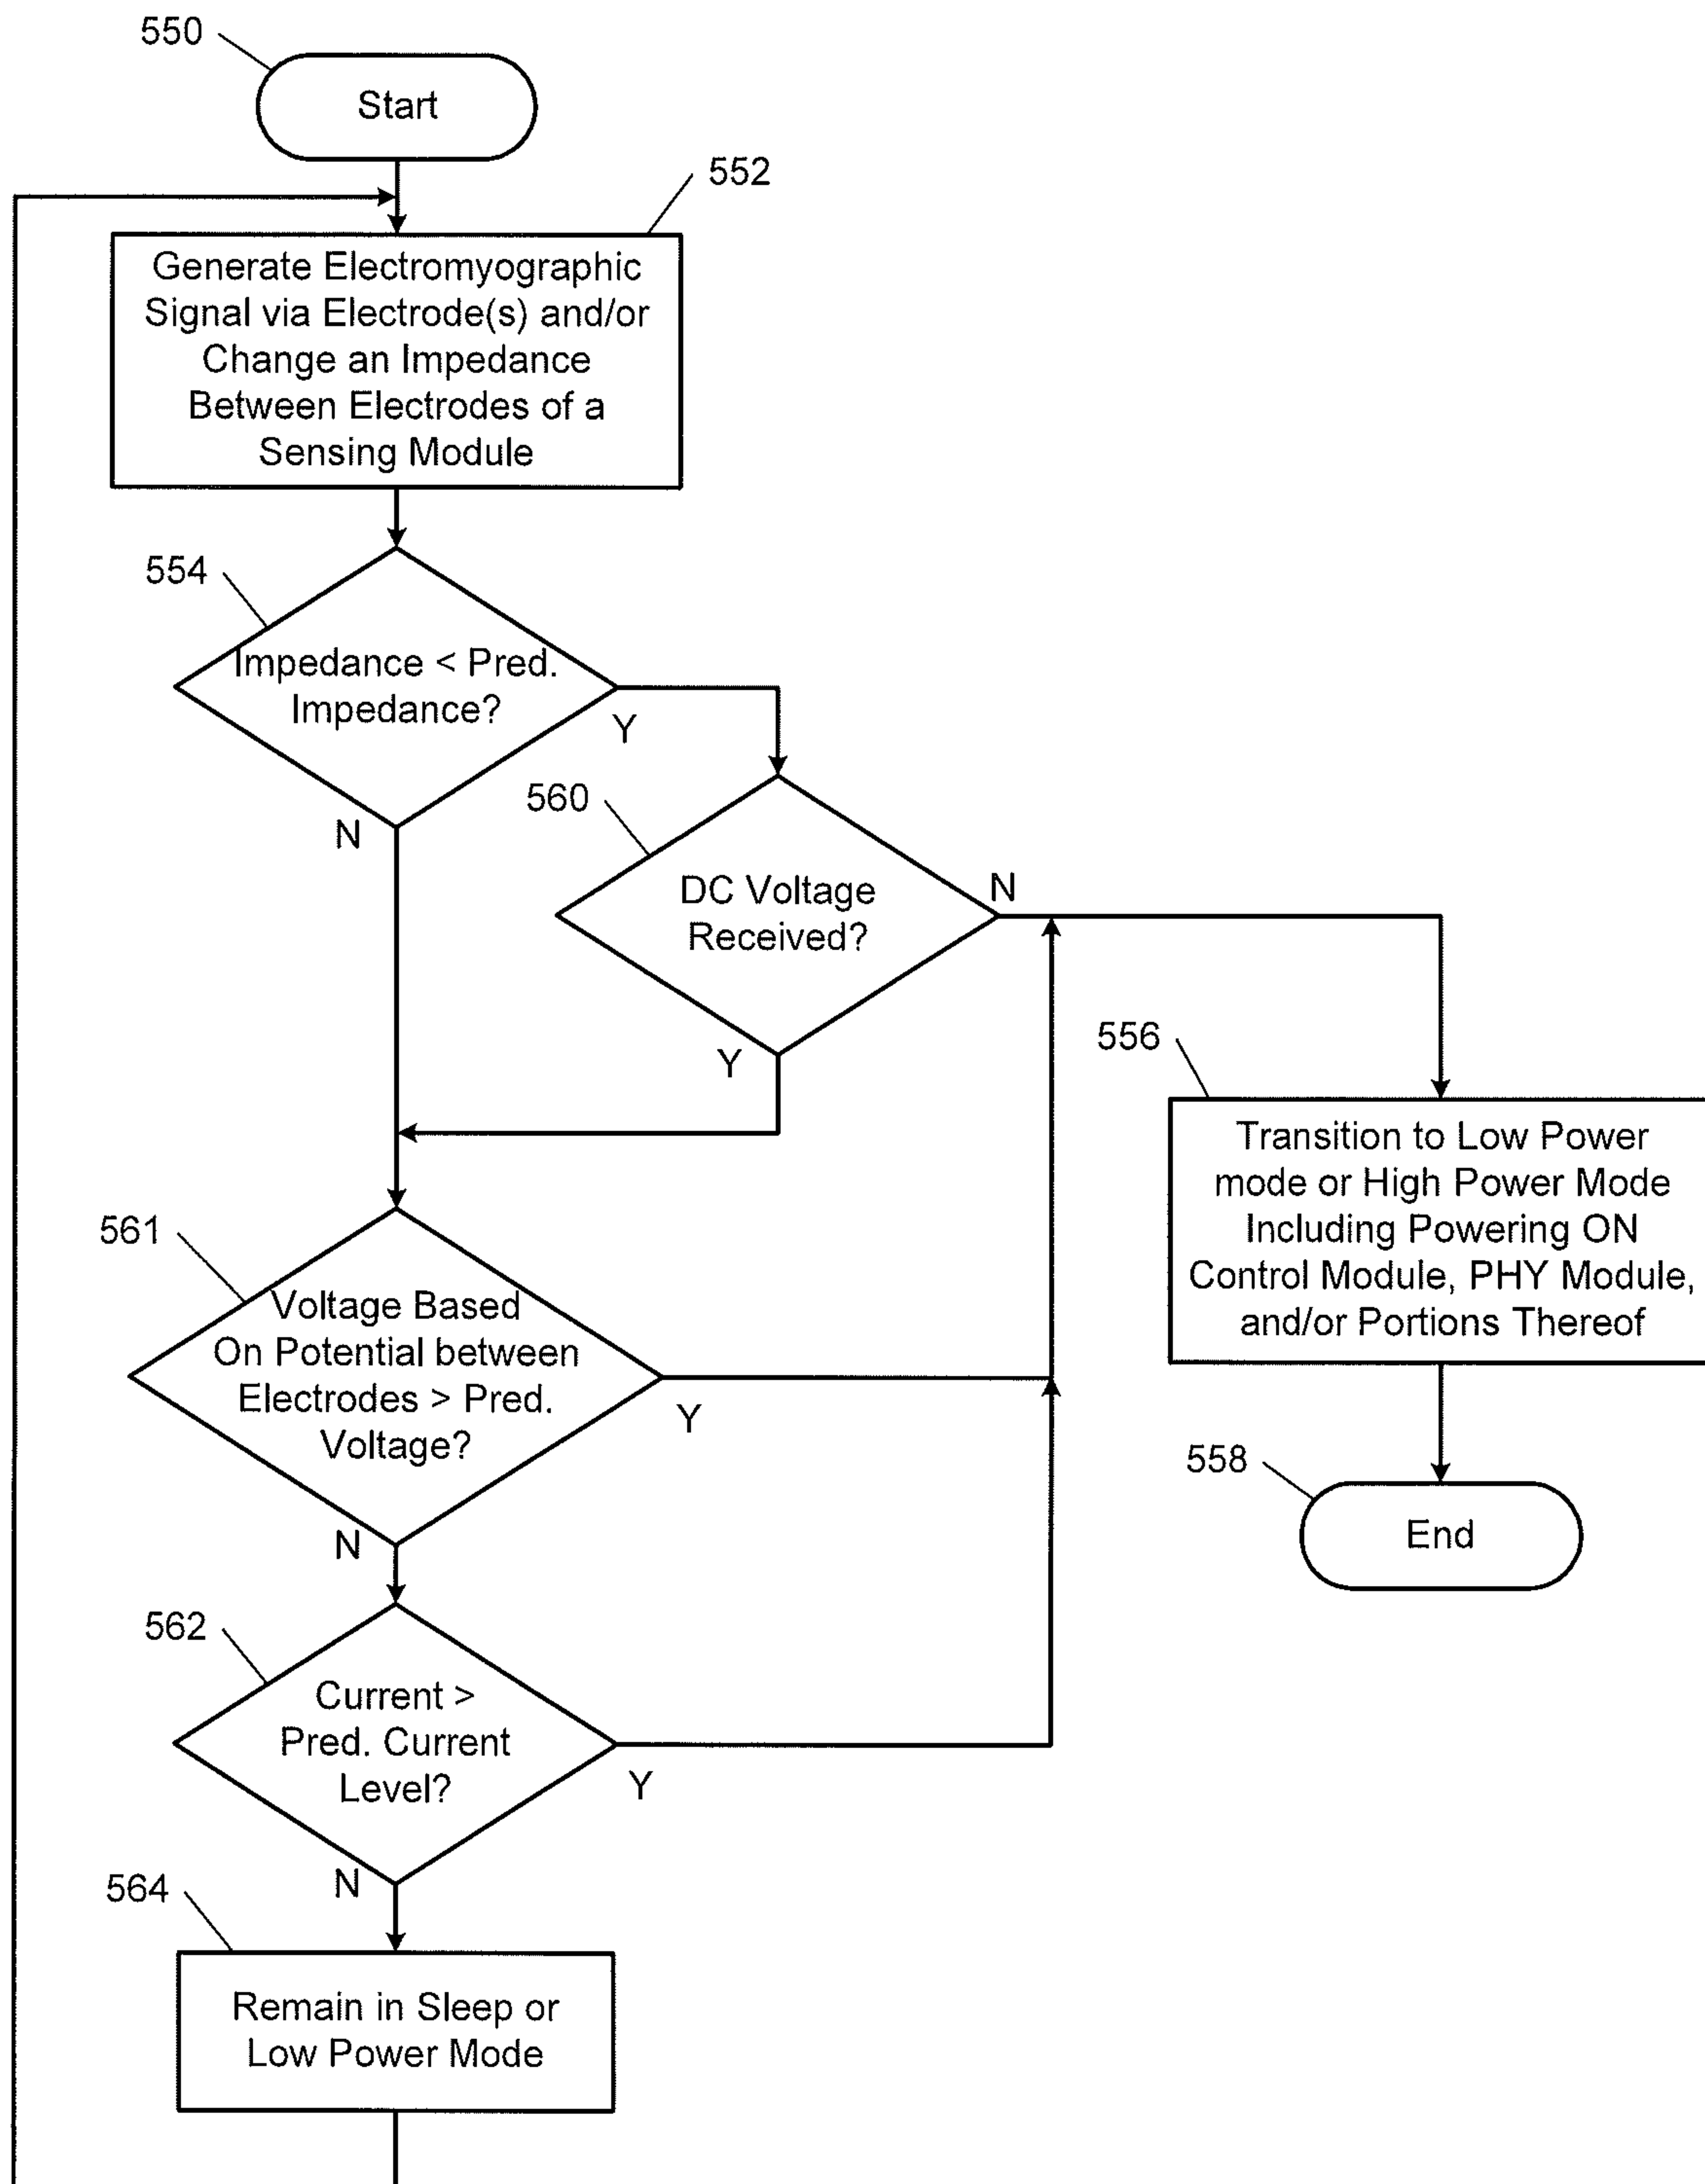 550
Start
552
Generate Electromyographic
Signal via Electrode(s) and/or
Change an Impedance
Between Electrodes of a
Sensing Module
554
Impedance < Pred.
Impedance?
Y
N
560
DC Voltage
Received?
N
Y
556
Transition to Low Power
mode or High Power Mode
Including Powering ON
Control Module, PHY Module,
and/or Portions Thereof
561
Voltage Based
On Potential between
Electrodes > Pred.
Voltage?
Y
N
558
End
562
Current >
Pred. Current
Level?
Y
N
564
Remain in Sleep or
Low Power Mode